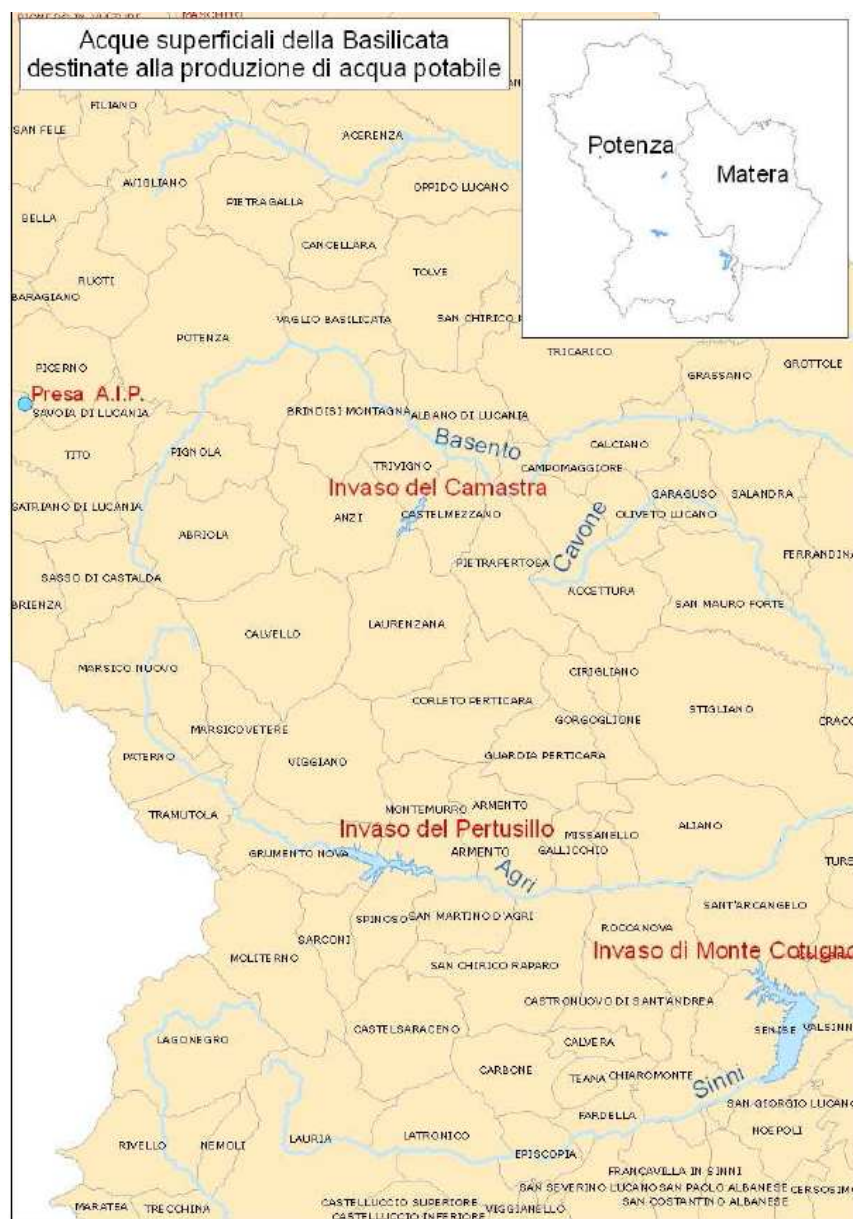 MASCHITO
Acque superficiali della Basilicata
destinate alla produzione di acqua potabile
Potenza
Matera
FILIANO
SAN FELE
ACERENZA
AVIGLIANO
OPPIDO LUCANO
PIETRAGALLA
BELLA
CANCELLARA
TOLVE
RUOTI
BARAGIANO
VAGLIO BASILICATA
SAN CHIRICO
POTENZA
TRICARICO
GROTTOLE
PICERNO
GRASSANO
Presa A.I.P.
SAVOIA DI LUCANIA
BRINDISI MONTAGNA
ALBANO DI LUCANIA
Basento
CALCIANO
TITO
PIGNOLA
TRIVIGNO
CAMPOMAGGIORE
Invaso del Camastra
GARAGUSO
SALANDRA
SATRIANO DI LUCANIA
ANZI
CASTELMEZZANO
OLIVETO LUCANO
ABRIOLA
Cavone
FERRANDINA
PIETRAPERTOSA
SASSO DI CASTALDA
ACCETTURA
BRIENZA
SAN MAURO FORTE
LAURENZANA
CALVELLO
MARSICO NUOVO
CIRIGLIANO
CORLETO PERTICARA
STIGLIANO
GORGOGLIONE
CRACO
MARSICOVETERE
PATERNO
VIGGIANO
GUARDIA PERTICARA
MONTEMURRO
ARMENTO
TRAMUTOLA
Invaso del Pertusillo
MISSANELLO
ALIANO
GRUMENTO NOVA
ARMENTO
GALLICCHIO
TURS
Agri
SANT'ARCANGELO
SPINOSO
SAN MARTINO D'AGRI
ROCCANOVA
SARCONI
MOLITERNO
Invaso di Monte Cotugno
SAN CHIRICO RAPARO
CASTRONUOVO DI SANT'ANDREA
CASTELSARACENO
SENISE
VALSINN
LAGONEGRO
CALVERA
CARBONE
TEANA
CHIAROMONTE
Sinni
SAN GIORGIO LUCANO
FARDELLA
NOEPOLI
RIVELLO
NEMOLI
LAURIA
LATRONICO
EPISCOPIA
FRANCAVILLA IN SINNI
SAN SEVERINO LUCANO
SAN PAOLO ALBANESE
CERSOSIMO
MARATEA
TRECCHINA
CASTELLUCCIO SUPERIORE
VIGGIANELLO
SAN COSTANTINO ALBANESE
CASTELLUCCIO INFERIORE